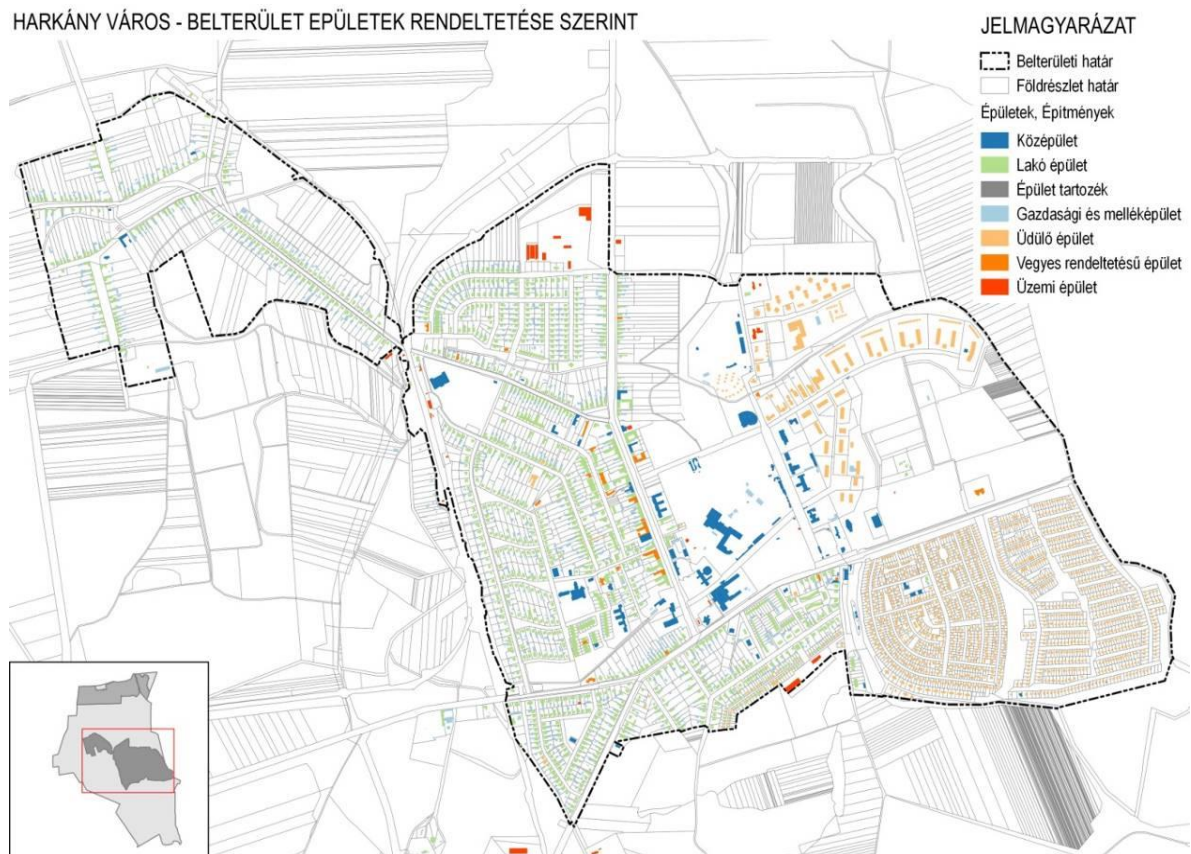 HARKÁNY VÁROS - BELTERÜLET EPÜLETEK RENDELTETÉSE SZERINT
JELMAGYARÁZAT
Belterületi határ
Földrészlet határ
Épületek, Építmények
Középület
Lakó épület
Épület tartozék
Gazdasági és melléképület
Üdülő épület
Vegyes rendeltetésű épület
Üzemi épület